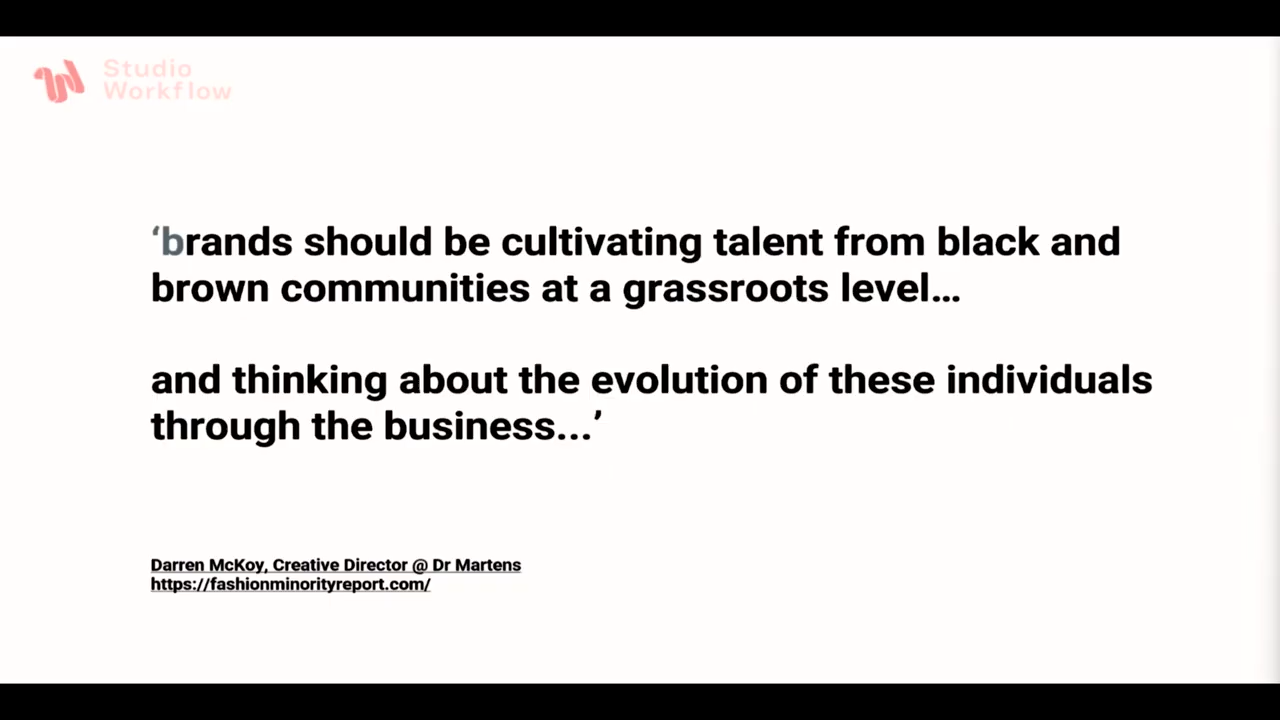 Studio
Workflow
‘brands should be cultivating talent from black and
brown communities at a grassroots level…
and thinking about the evolution of these individuals
through the business...’
Darren McKoy, Creative Director @ Dr Martens
https://fashionminorityreport.com/